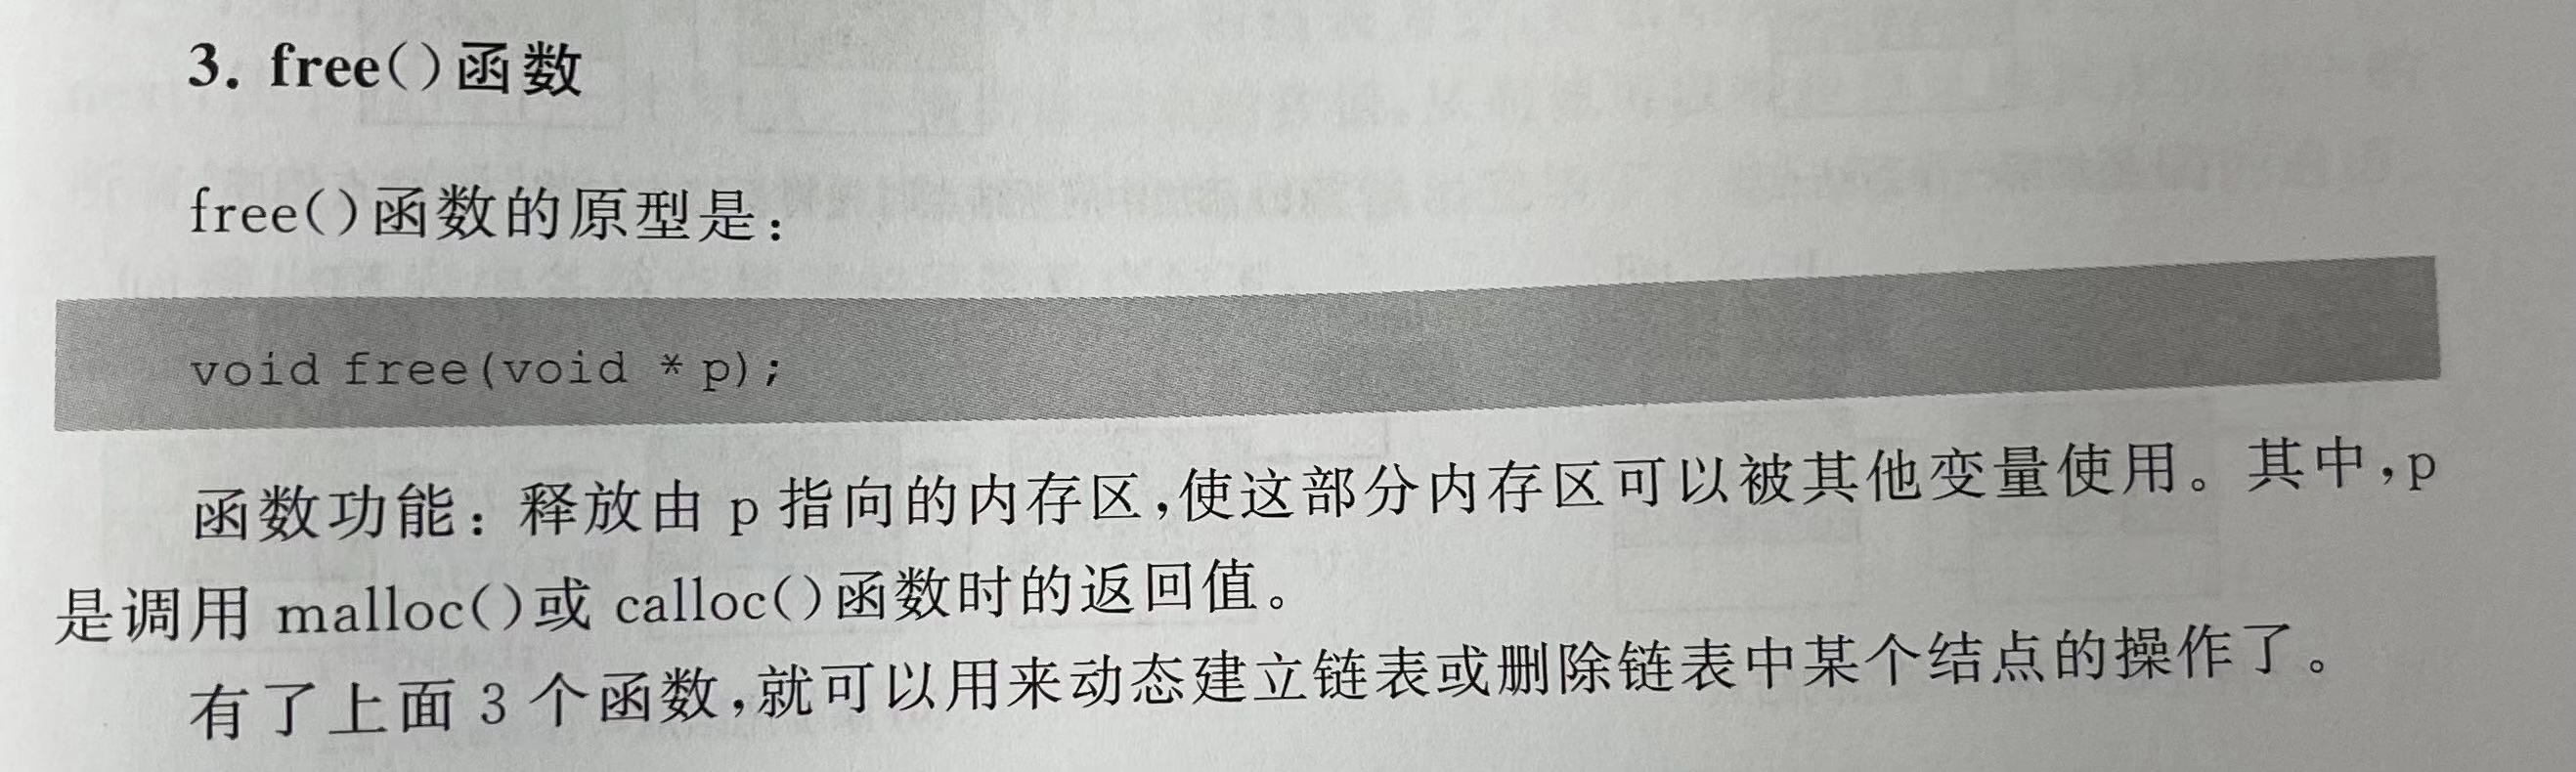 3. free()函数
free()函数的原型是：
void free(void * p);
函数功能：释放由 p 指向的内存区,使这部分内存区可以被其他变量使用。其中,p
是调用 malloc()或 calloc()函数时的返回值。
有了上面 3 个函数,就可以用来动态建立链表或删除链表中某个结点的操作了。